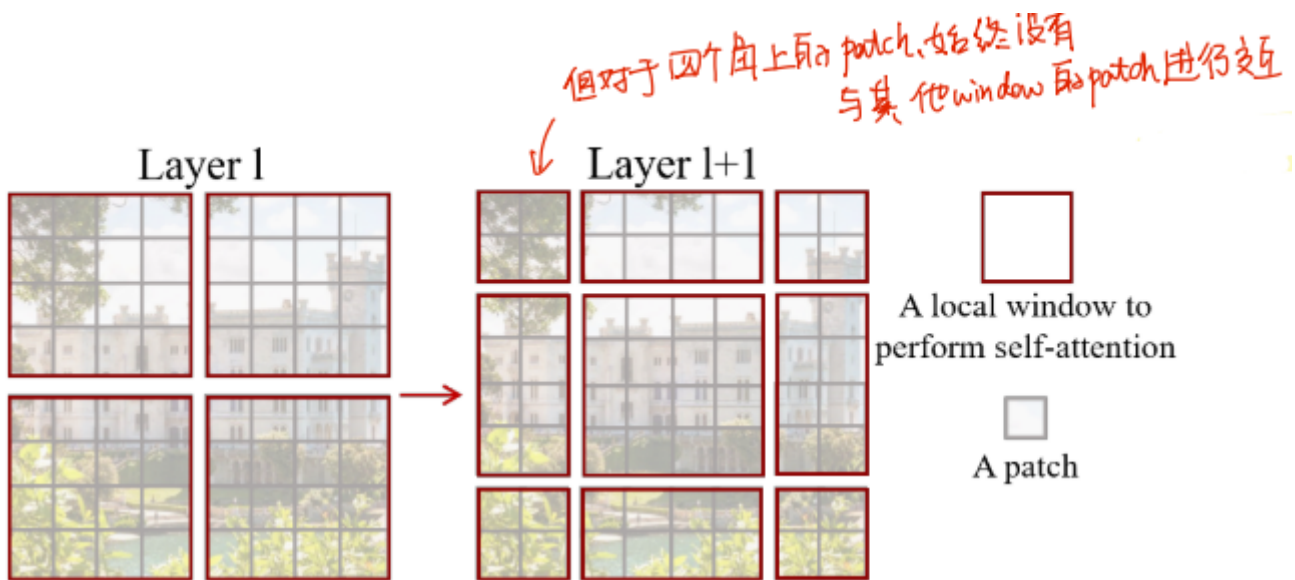 但对于四个角上的patch、始终没有
与其他window的patch进行交互
Layer l
Layer l+1
A local window to
perform self-attention
A patch